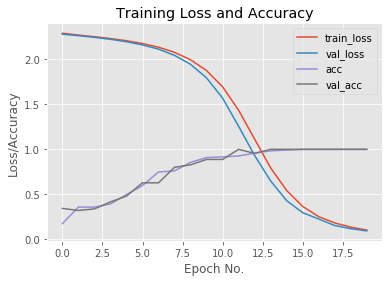 Training Loss and Accuracy
train_loss
val_loss
acc
val_acc
Loss/Accuracy
2.0
1.5
1.0
0.5
0.0
0.0 2.5 5.0 7.5 10.0 12.5 15.0 17.5
Epoch No.